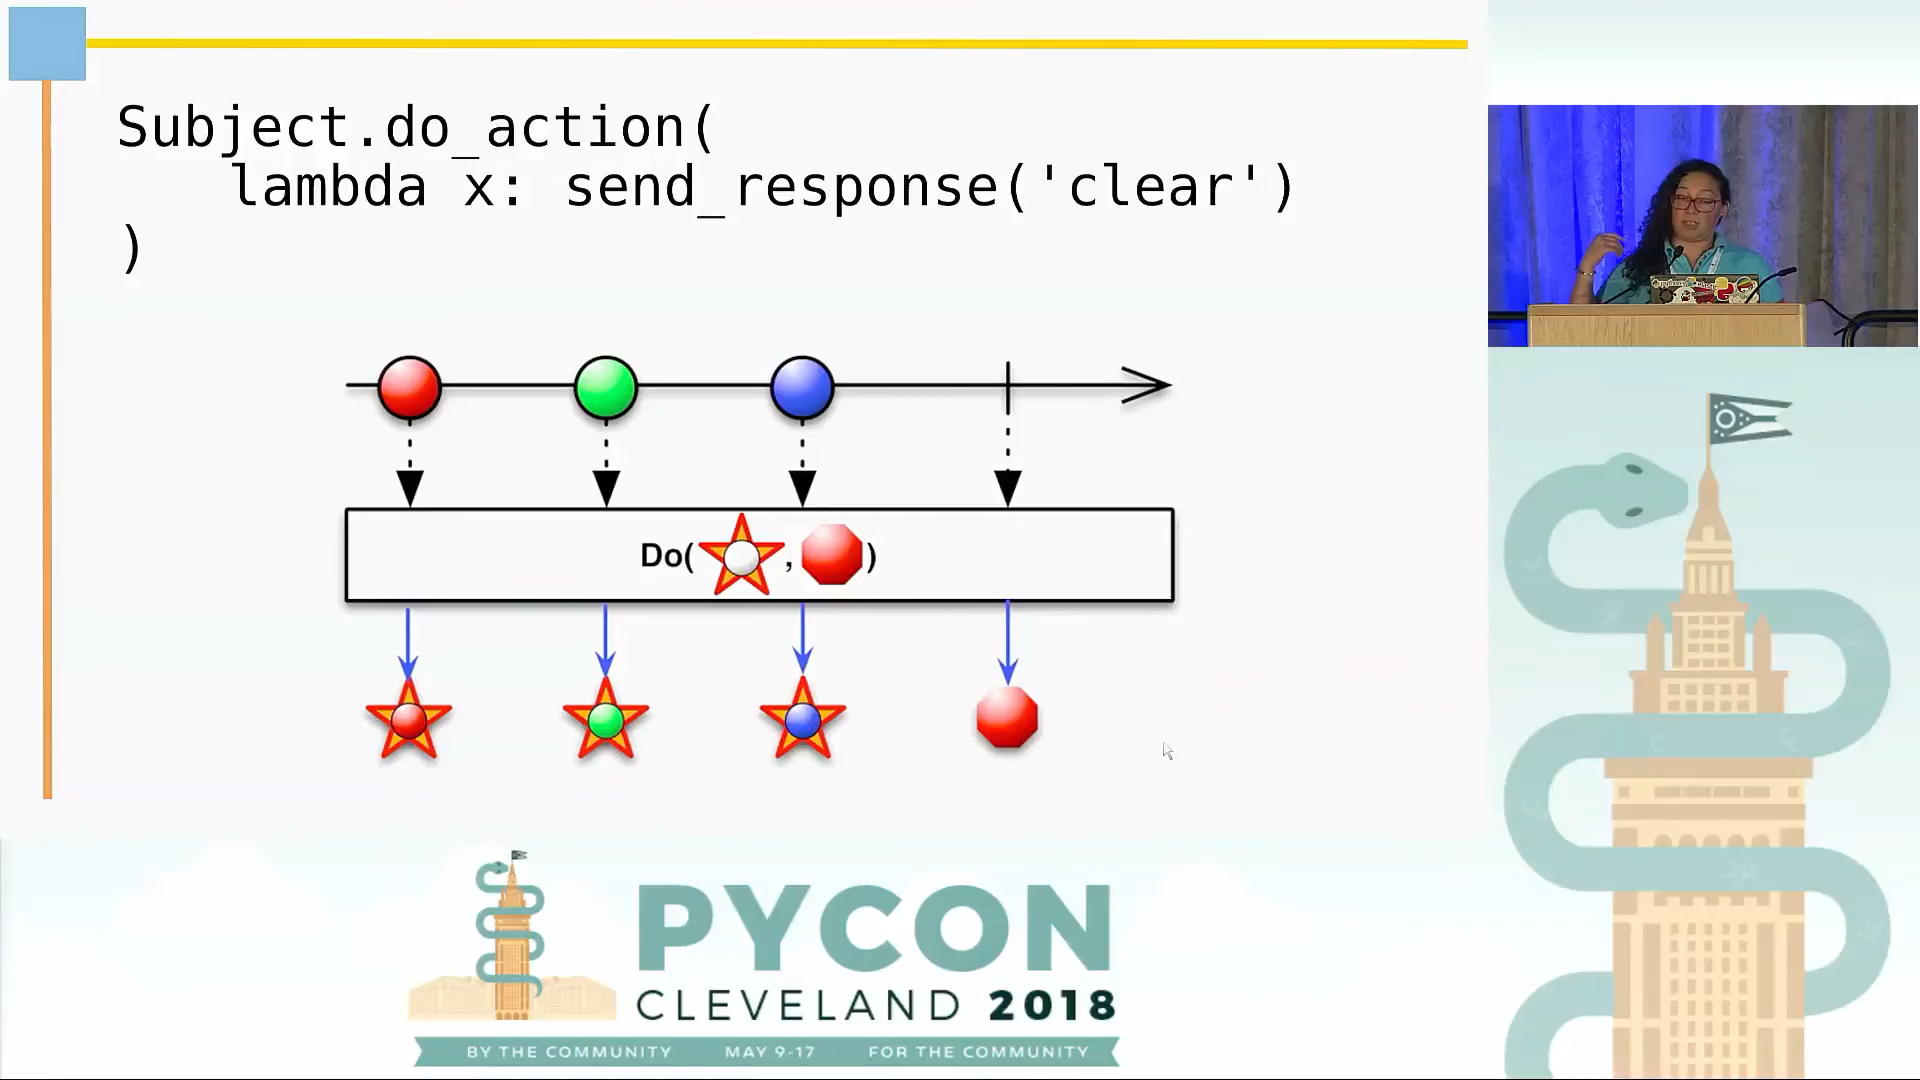 Subject.do_action(
lambda x: send_response('clear')
)
Do( , )
PYCON
CLEVELAND 2018
BY THE COMMUNITY MAY 9-17 FOR THE COMMUNITY